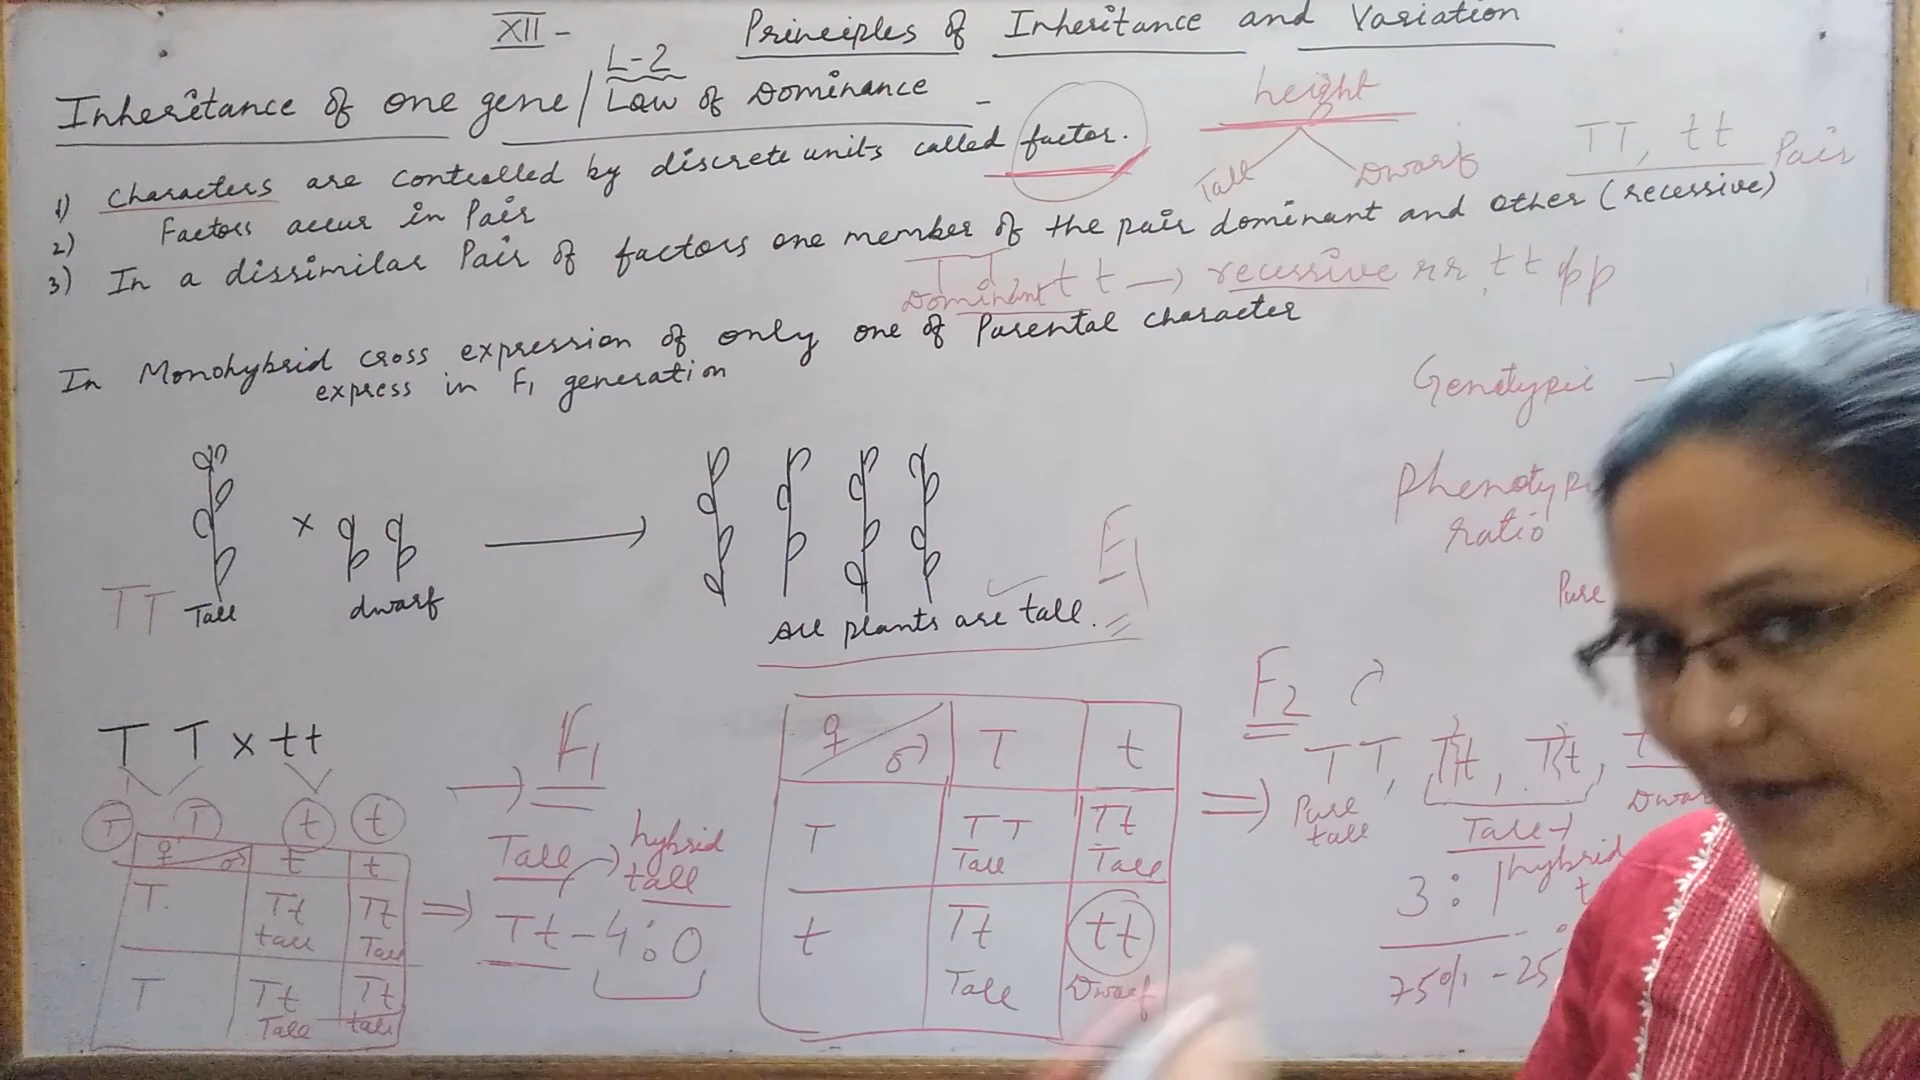 XII -
Principles of Inheritance and Variation
L-2
Inheritance of one gene / Law of Dominance -
1) Characters are controlled by discrete units called factor.
2) Factors occur in Pair
3) In a dissimilar Pair of factors one member of the pair dominant and other (recessive)
height
Tall Dwarf
TT, tt Pair
TT
Dominant tt → recessive rr, tt pp
In Monohybrid cross expression of only one of Parental character
express in F1 generation
Genotypic →
Phenotypic
ratio
Pure
×
TT Tall dwarf
All plants are tall. F1
TT × tt
T T t t
♀ ♂ t t
T Tt Tt
tall Tall
T Tt Tt
Tall tall
→ F1
Tall → hybrid
tall
⇒ Tt - 4:0
♀ ♂ T t
T TT Tt
Tall Tall
t Tt tt
Tall Dwarf
F2
⇒ TT, Tt, Tt,
Pure
tall
Tall →
hybrid
3:1
75% - 25